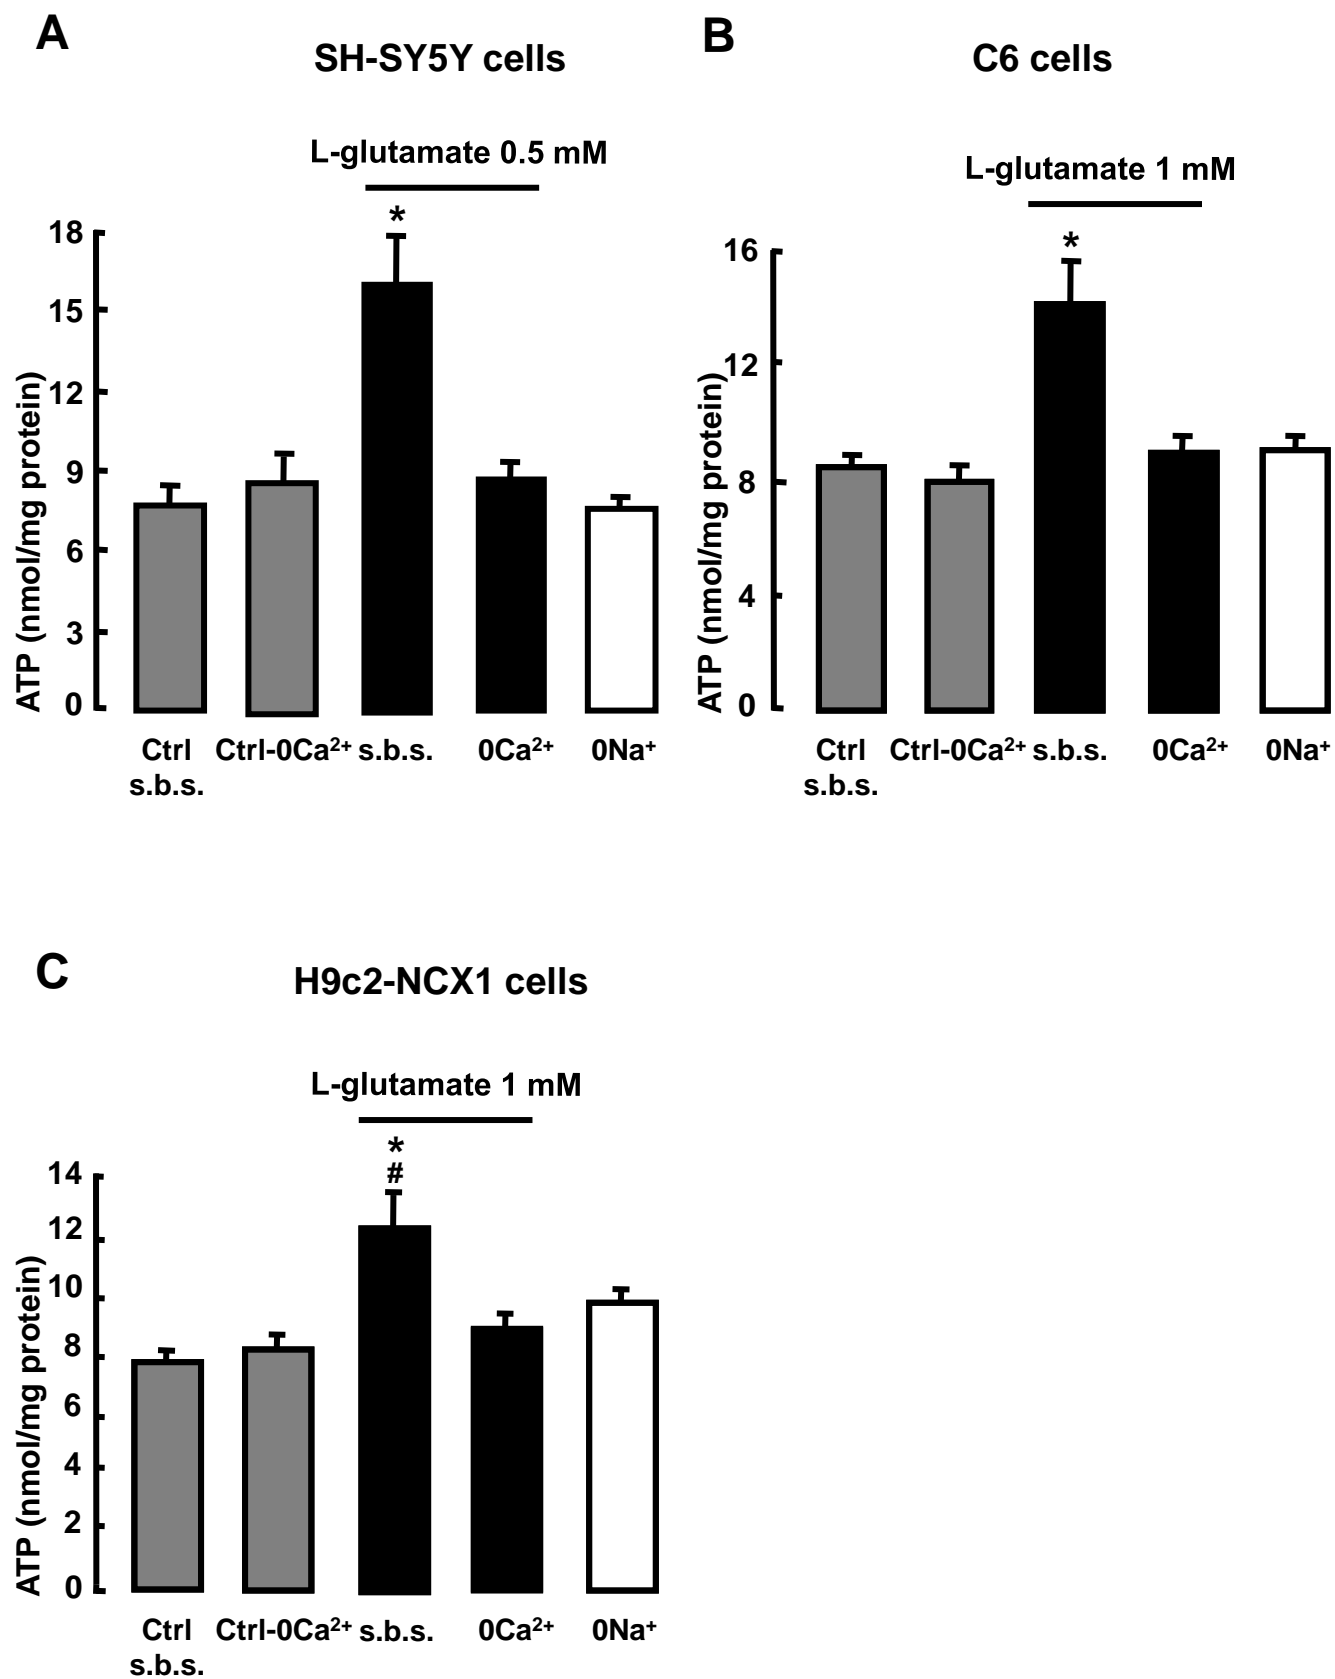 A
SH-SY5Y cells
L-glutamate 0.5 mM
*
18
15
12
9
6
3
0
ATP (nmol/mg protein)
Ctrl s.b.s.
Ctrl-0Ca²⁺
s.b.s.
0Ca²⁺
0Na⁺
B
C6 cells
L-glutamate 1 mM
*
16
12
8
4
0
ATP (nmol/mg protein)
Ctrl
s.b.s.
Ctrl-0Ca²⁺
s.b.s.
0Ca²⁺
0Na⁺
C
H9c2-NCX1 cells
L-glutamate 1 mM
*
#
14
12
10
8
6
4
2
0
ATP (nmol/mg protein)
Ctrl
s.b.s.
Ctrl-0Ca²⁺
s.b.s.
0Ca²⁺
0Na⁺